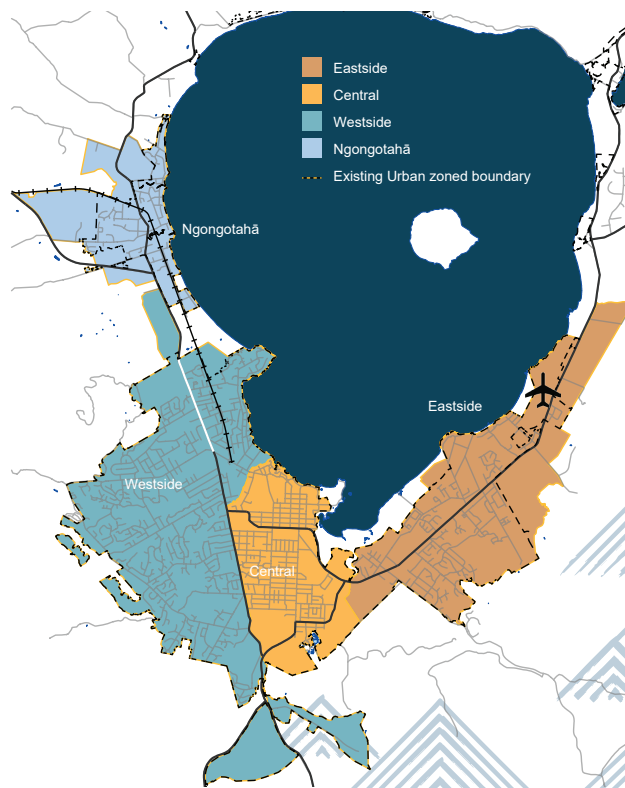 Eastside
Central
Westside
Ngongotahā
Existing Urban zoned boundary
Ngongotahā
Eastside
Westside
Central